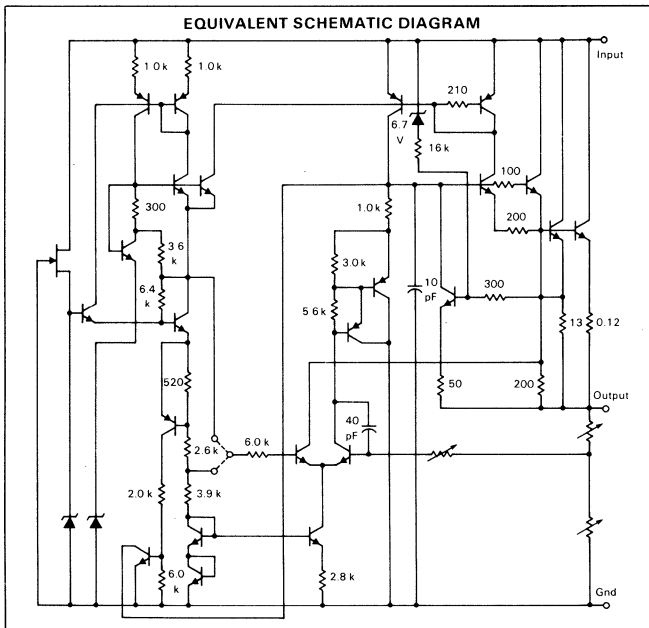 EQUIVALENT SCHEMATIC DIAGRAM
Input
1.0 k
1.0 k
210
6.7
V
16 k
100
300
1.0 k
200
3.6
k
3.0 k
10
pF
300
6.4
k
5.6 k
13
0.12
520
50
200
40
pF
Output
2.6 k
6.0 k
3.9 k
2.0 k
6.0
k
2.8 k
Gnd